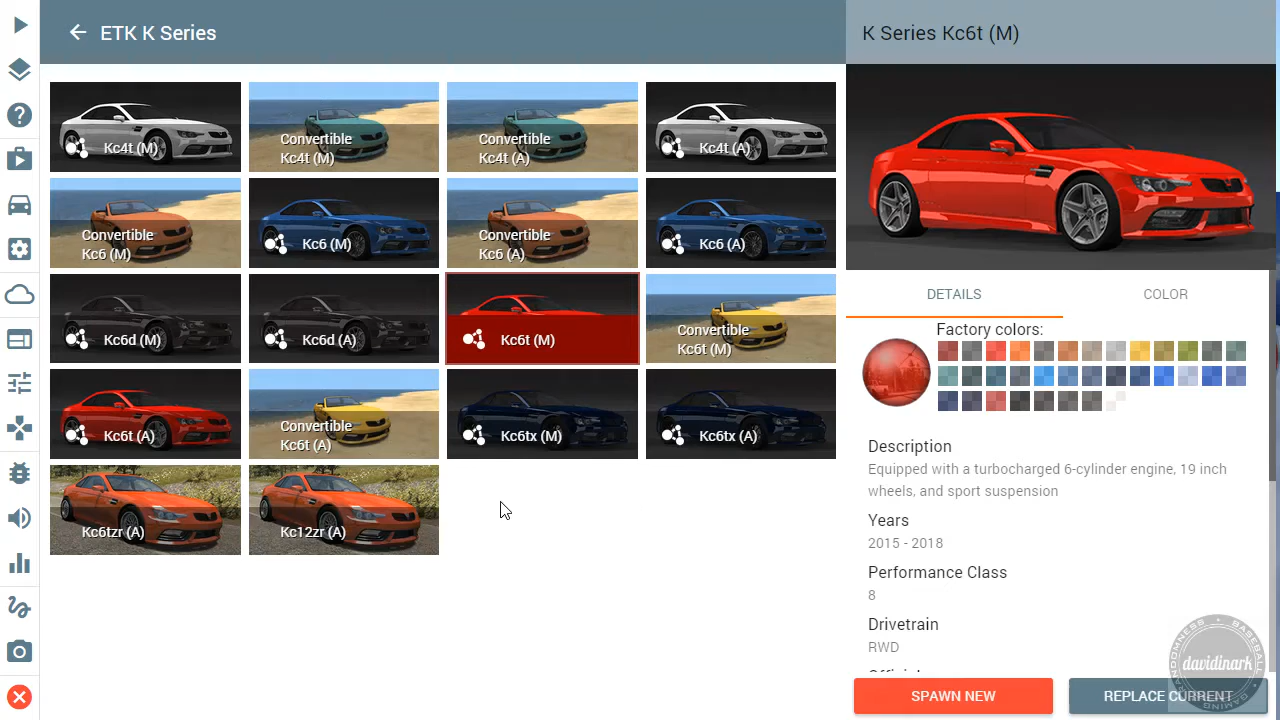 ETK K Series
K Series Kc6t (M)
Kc4t (M)
Convertible
Kc4t (M)
Convertible
Kc4t (A)
Kc4t (A)
Convertible
Kc6 (M)
Kc6 (M)
Convertible
Kc6 (A)
Kc6 (A)
Kc6d (M)
Kc6d (A)
Kc6t (M)
Convertible
Kc6t (M)
Kc6t (A)
Convertible
Kc6t (A)
Kc6tx (M)
Kc6tx (A)
Kc6tzr (A)
Kc12zr (A)
DETAILS
COLOR
Factory colors:
Description
Equipped with a turbocharged 6-cylinder engine, 19 inch
wheels, and sport suspension
Years
2015 - 2018
Performance Class
8
Drivetrain
RWD
SPAWN NEW
REPLACE CURRENT
RANDOMNESS BASEBALL
davidinark
GAMING